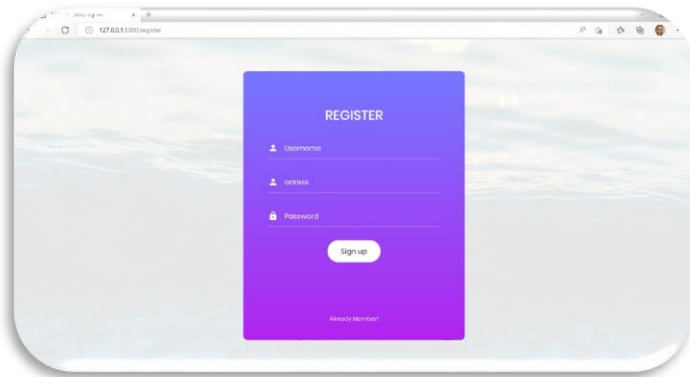 127.0.0.1:5000/register
REGISTER
Username
adress
Password
Sign up
Already Member!